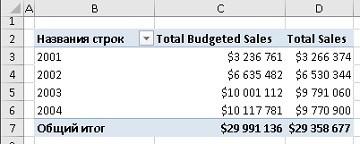 A B C D
1
2 Названия строк Total Budgeted Sales Total Sales
3 2001 $3 236 761 $3 266 374
4 2002 $6 635 482 $6 530 344
5 2003 $10 001 112 $9 791 060
6 2004 $10 117 781 $9 770 900
7 Общий итог $29 991 136 $29 358 677